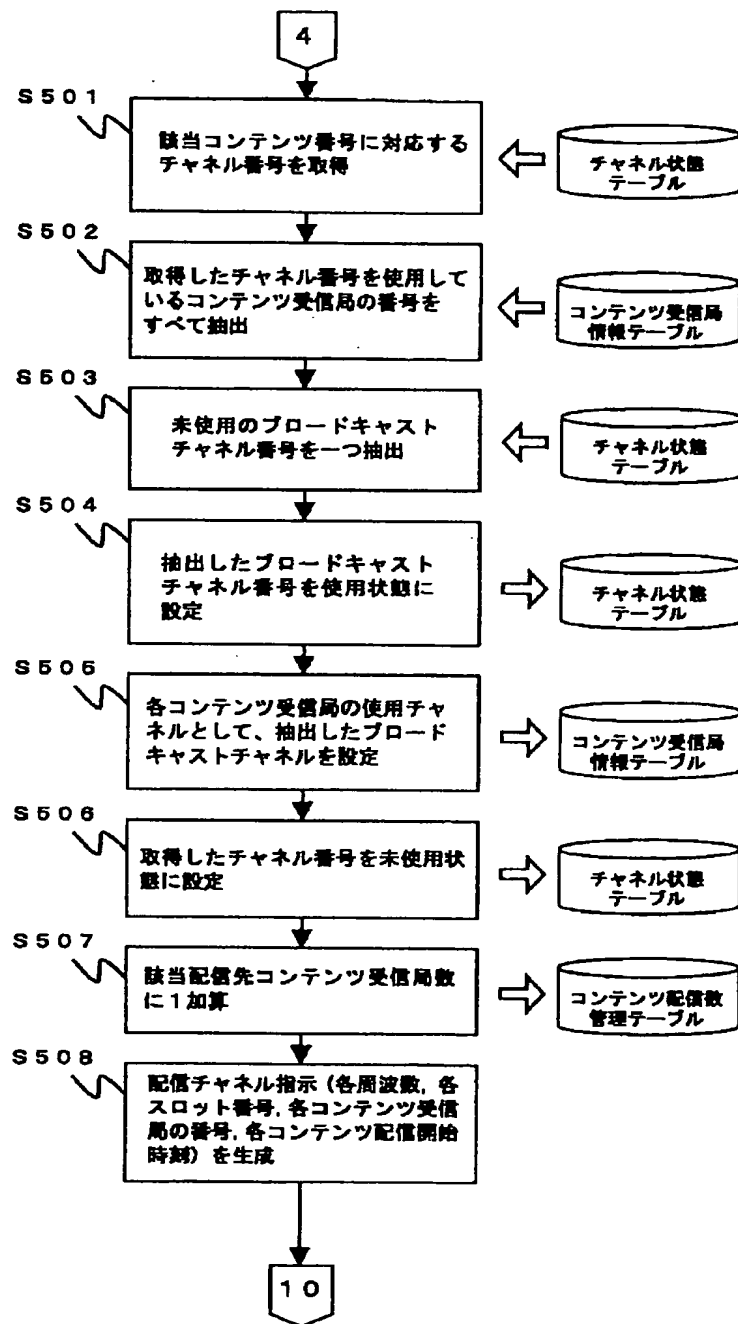 4
S501
該当コンテンツ番号に対応する
チャネル番号を取得
チャネル状態
テーブル
S502
取得したチャネル番号を使用して
いるコンテンツ受信局の番号を
すべて抽出
コンテンツ受信局
情報テーブル
S503
未使用のブロードキャスト
チャネル番号を一つ抽出
チャネル状態
テーブル
S504
抽出したブロードキャスト
チャネル番号を使用状態に
設定
チャネル状態
テーブル
S505
各コンテンツ受信局の使用チャ
ネルとして、抽出したブロード
キャストチャネルを設定
コンテンツ受信局
情報テーブル
S506
取得したチャネル番号を未使用状
態に設定
チャネル状態
テーブル
S507
該当配信先コンテンツ受信局数
に1加算
コンテンツ配信数
管理テーブル
S508
配信チャネル指示（各周波数，各
スロット番号，各コンテンツ受信
局の番号，各コンテンツ配信開始
時刻）を生成
10